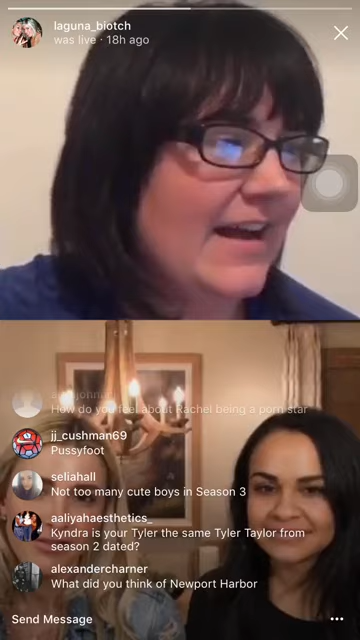 laguna_biotch
was live · 18h ago
How do you feel about Rachel being a porn star
jj_cushman69
Pussyfoot
seliahall
Not too many cute boys in Season 3
aaliyahaesthetics_
Kyndra is your Tyler the same Tyler Taylor from
season 2 dated?
alexandercharner
What did you think of Newport Harbor
Send Message